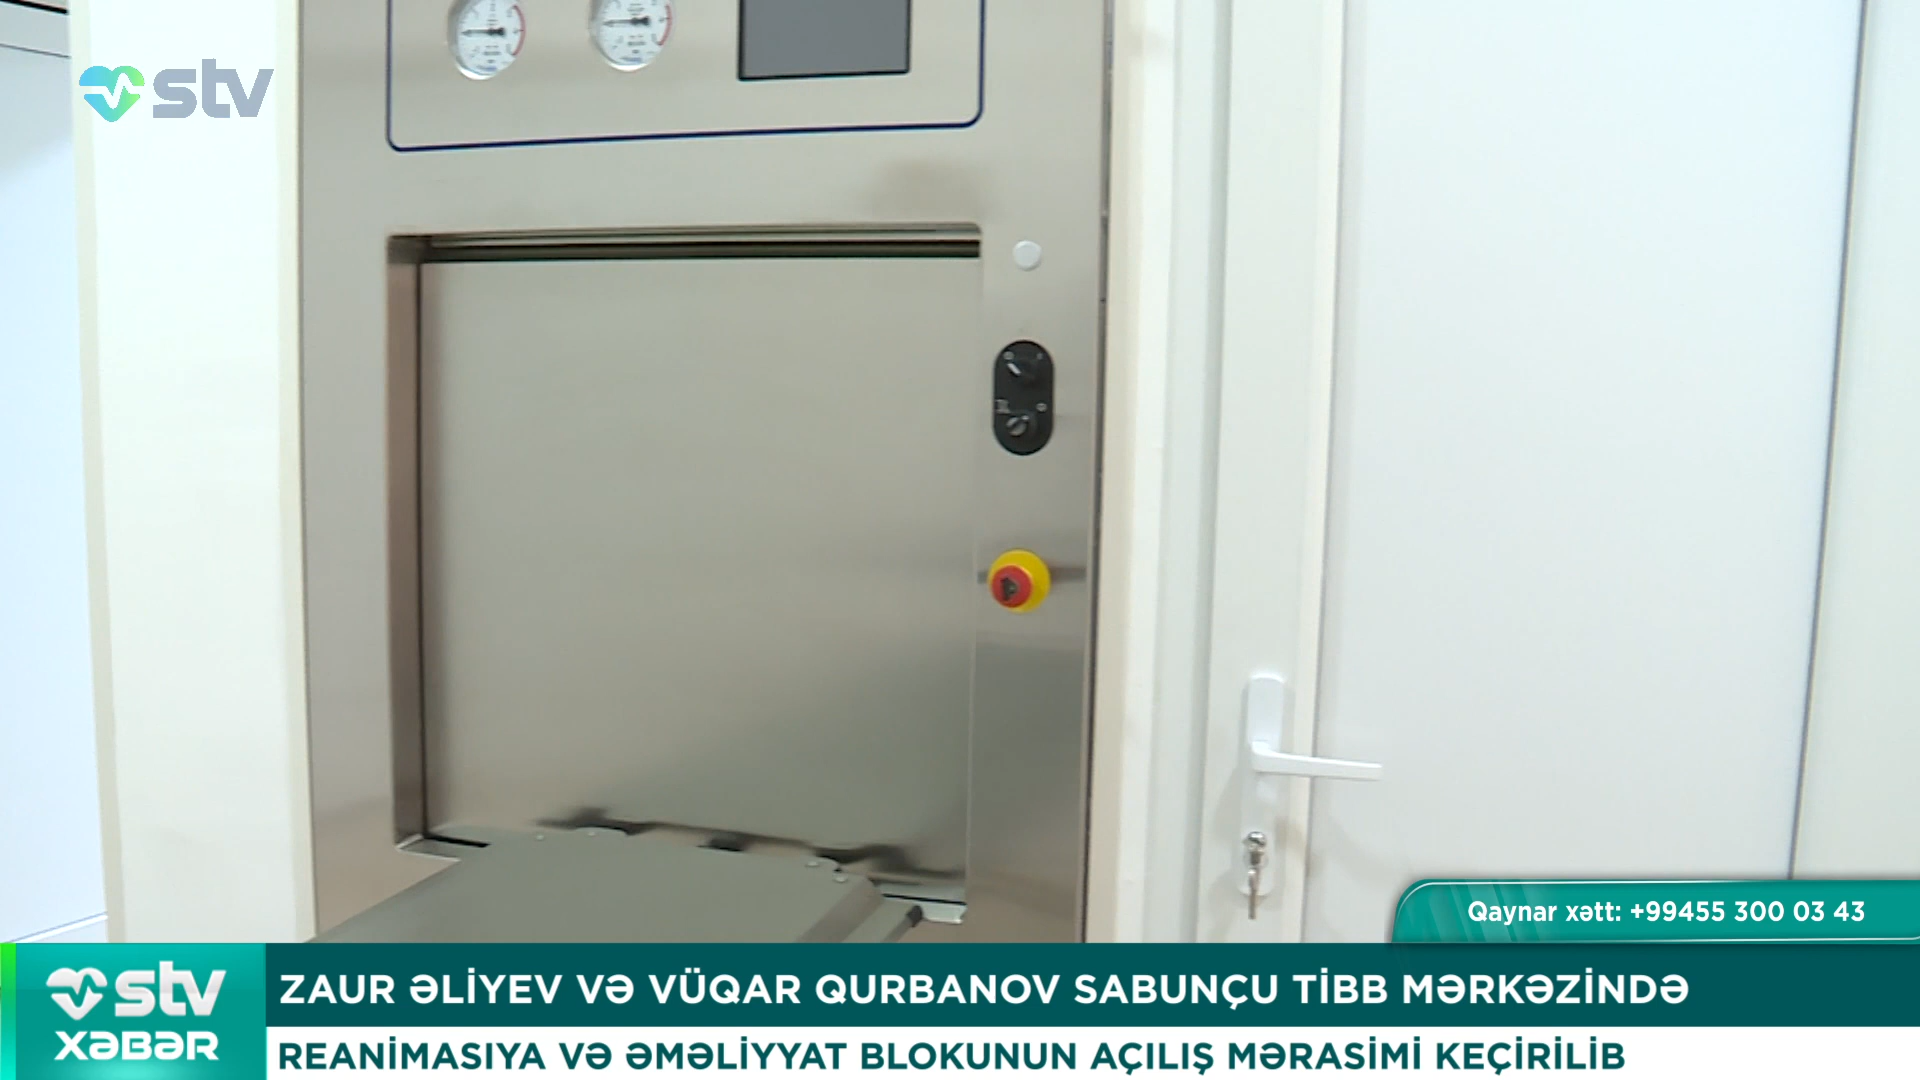 stv
Qaynar xətt: +99455 300 03 43
stv
XƏBƏR
ZAUR ƏLİYEV VƏ VÜQAR QURBANOV SABUNÇU TİBB MƏRKƏZİNDƏ
REANİMASIYA VƏ ƏMƏLİYYAT BLOKUNUN AÇILIŞ MƏRASİMİ KEÇİRİLİB